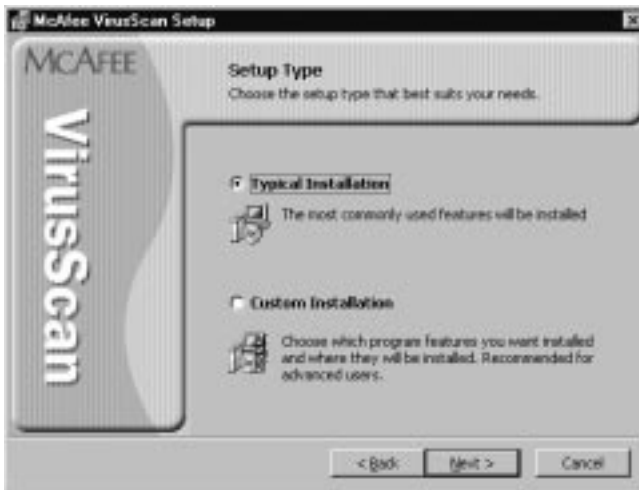 McAfee VirusScan Setup
McAFEE
VirusScan
Setup Type
Choose the setup type that best suits your needs.
Typical Installation
The most commonly used features will be installed
Custom Installation
Choose which program features you want installed
and where they will be installed. Recommended for
advanced users.
< Back
Next >
Cancel